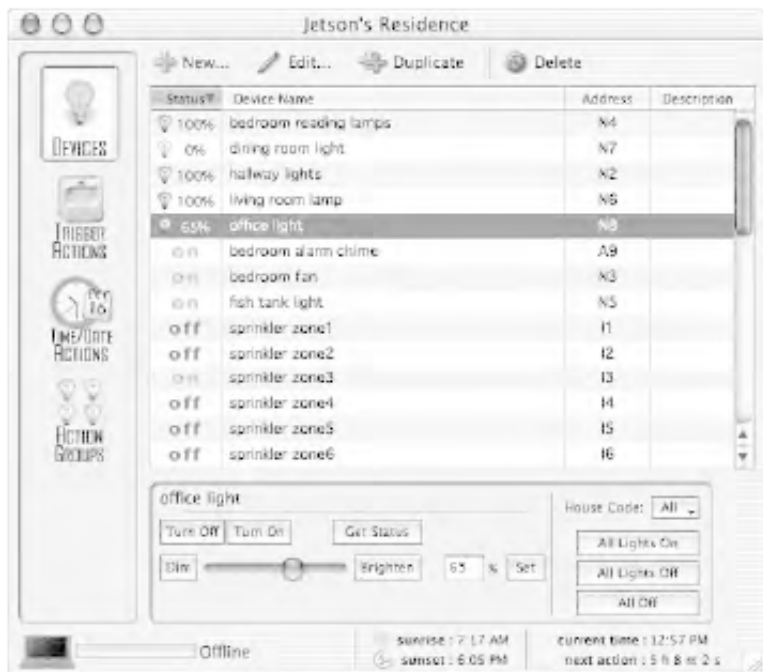 Jetson's Residence
New... Edit... Duplicate Delete
Status Device Name Address Description
100% bedroom reading lamps N4
0% dining room light N7
100% hallway lights N2
100% living room lamp N6
65% office light N8
on bedroom alarm chime A9
on bedroom fan N3
on fish tank light N5
off sprinkler zone1 I1
off sprinkler zone2 I2
on sprinkler zone3 I3
off sprinkler zone4 I4
off sprinkler zone5 I5
off sprinkler zone6 I6
DEVICES
TRIGGER
ACTIONS
TIME/DATE
ACTIONS
ACTION
GROUPS
office light
Turn Off Turn On Get Status
Dim Brighten 65 % Set
House Code: All
All Lights On
All Lights Off
All Off
Offline
sunrise : 7:17 AM
sunset : 6:05 PM
current time : 12:57 PM
next action : 5 h 8 m 2 s